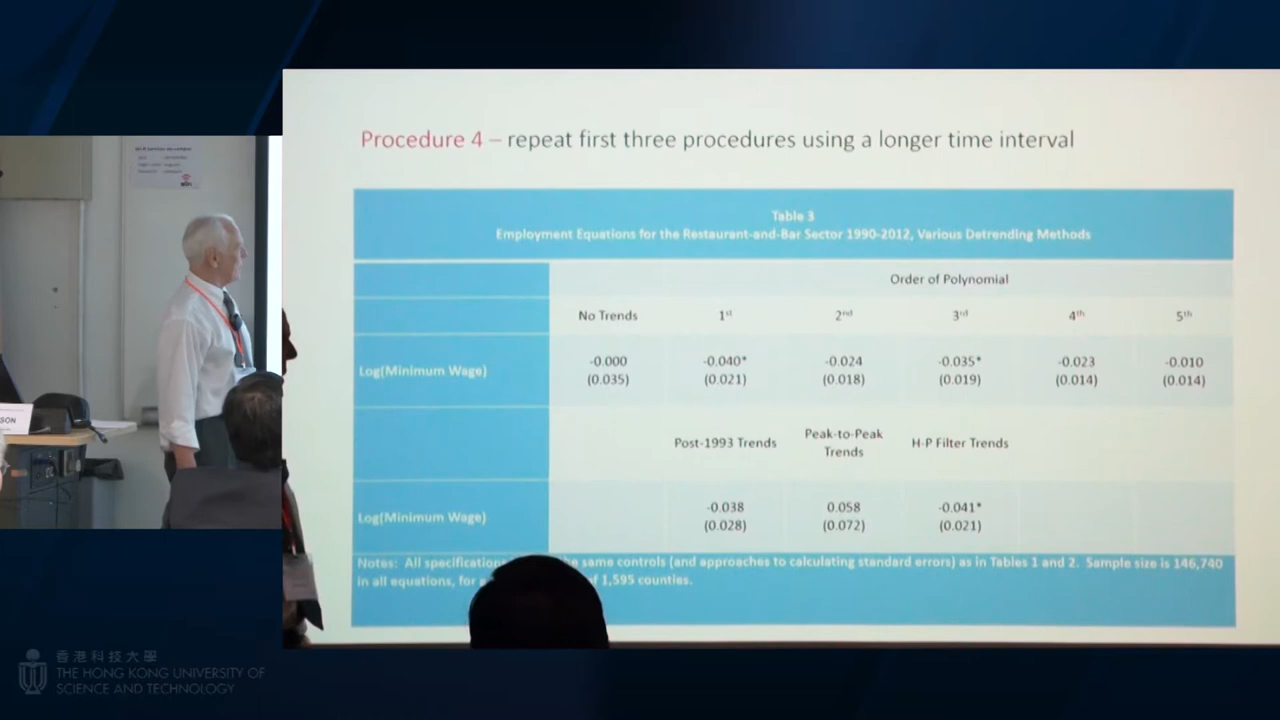 Procedure 4 – repeat first three procedures using a longer time interval
Table 3
Employment Equations for the Restaurant-and-Bar Sector 1990-2012, Various Detrending Methods
Order of Polynomial
No Trends 1st 2nd 3rd 4th 5th
Log(Minimum Wage) -0.000 -0.040* -0.024 -0.035* -0.023 -0.010
(0.035) (0.021) (0.018) (0.019) (0.014) (0.014)
Post-1993 Trends Peak-to-Peak Trends H-P Filter Trends
Log(Minimum Wage) -0.038 0.058 -0.041*
(0.028) (0.072) (0.021)
Notes: All specification same controls (and approaches to calculating standard errors) as in Tables 1 and 2. Sample size is 146,740
in all equations, for a of 1,595 counties.
SON
香港科技大學
THE HONG KONG UNIVERSITY OF
SCIENCE AND TECHNOLOGY